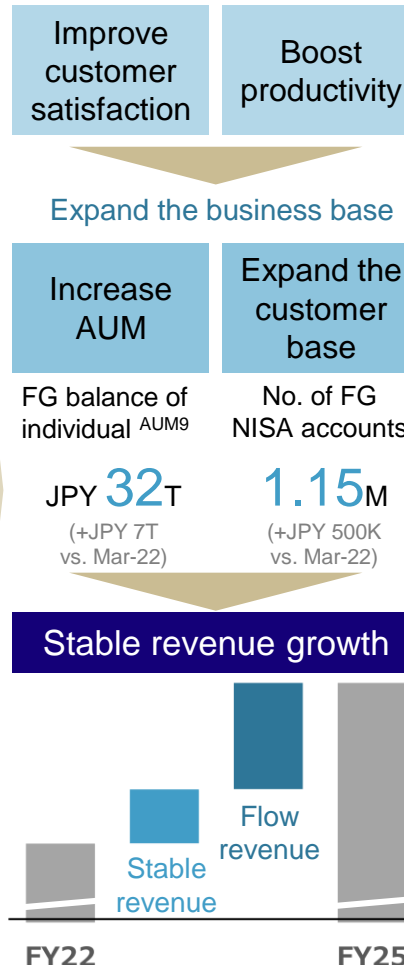 Improve
customer
satisfaction
Boost
productivity
Expand the business base
Increase
AUM
Expand the
customer
base
FG balance of
individual AUM9
No. of FG
NISA accounts
JPY 32T
1.15M
(+JPY 7T
vs. Mar-22)
(+JPY 500K
vs. Mar-22)
Stable revenue growth
Flow
revenue
Stable
revenue
FY22
FY25